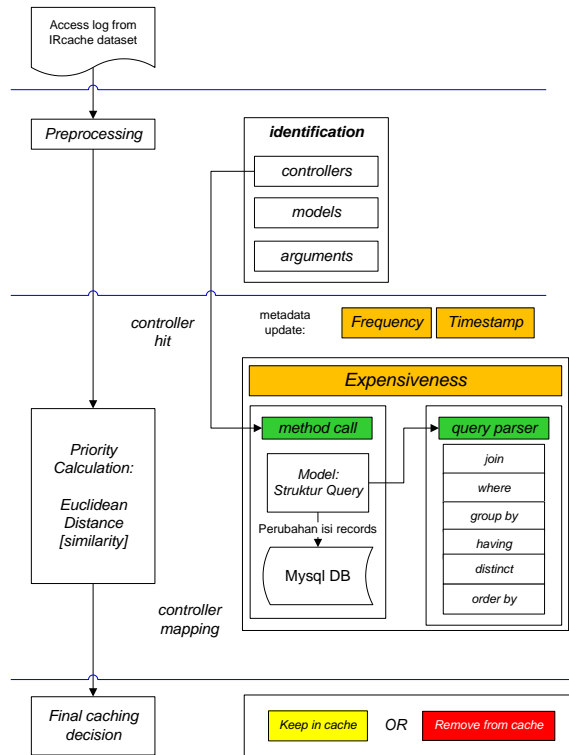 Access log from
IRcache dataset
Preprocessing
identification
controllers
models
arguments
controller
hit
metadata
update:
Frequency
Timestamp
Expensiveness
method call
query parser
Model:
Struktur Query
Perubahan isi records
Mysql DB
join
where
group by
having
distinct
order by
Priority
Calculation:
Euclidean
Distance
[similarity]
controller
mapping
Final caching
decision
Keep in cache
OR
Remove from cache